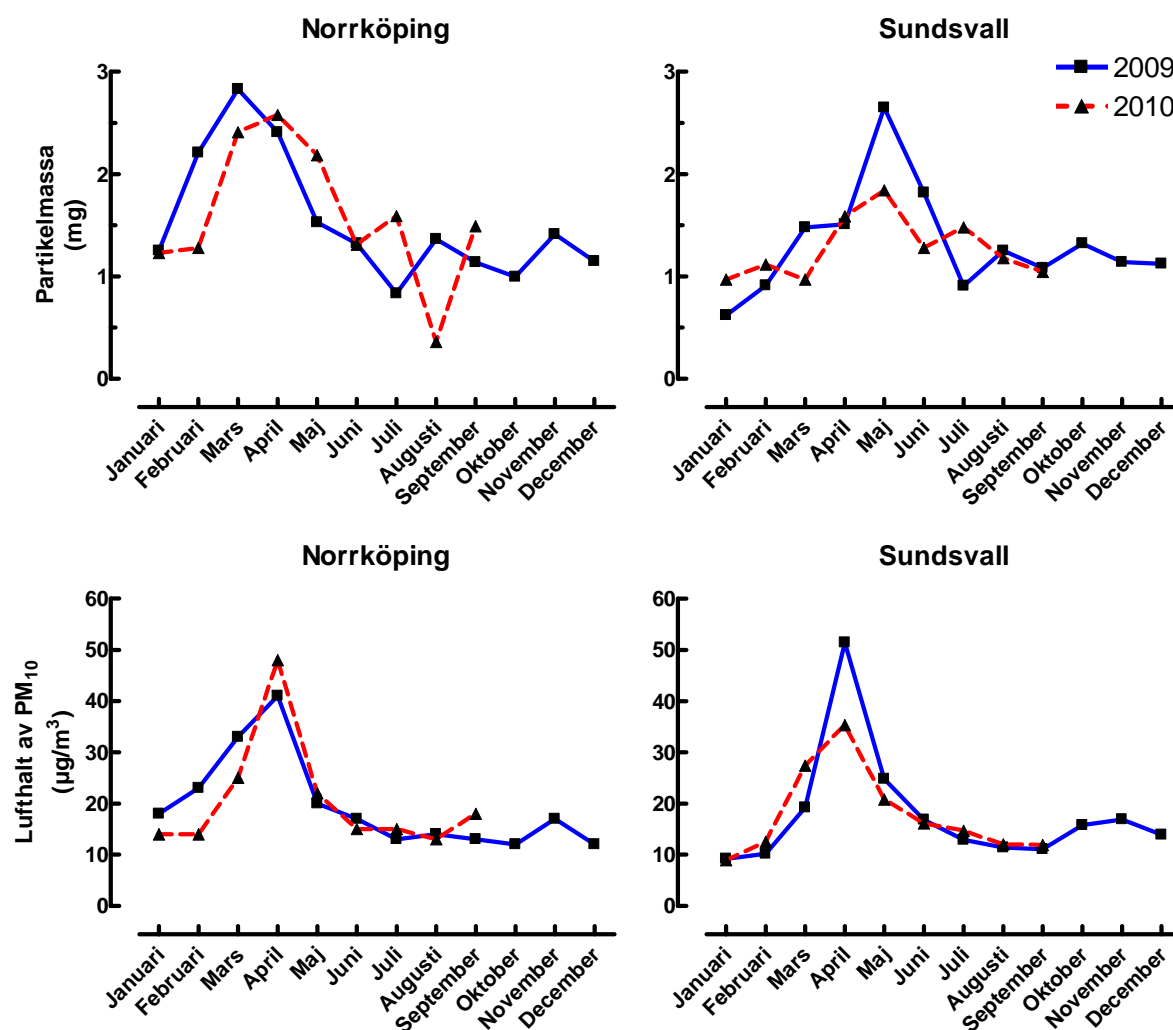 Norrköping
Sundsvall
2009
2010
Partikelmassa
(mg)
3
2
1
0
3
2
1
0
Januari
Februari
Mars
April
Maj
Juni
Juli
Augusti
September
Oktober
November
December
Januari
Februari
Mars
April
Maj
Juni
Juli
Augusti
September
Oktober
November
December
Norrköping
Sundsvall
Lufthalt av PM₁₀
(µg/m³)
60
50
40
30
20
10
0
60
50
40
30
20
10
0
Januari
Februari
Mars
April
Maj
Juni
Juli
Augusti
September
Oktober
November
December
Januari
Februari
Mars
April
Maj
Juni
Juli
Augusti
September
Oktober
November
December